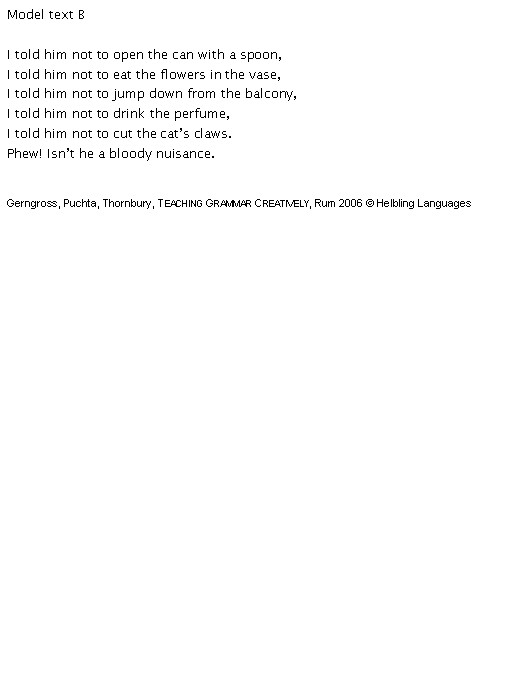 Model text B
I told him not to open the can with a spoon,
I told him not to eat the flowers in the vase,
I told him not to jump down from the balcony,
I told him not to drink the perfume,
I told him not to cut the cat’s claws.
Phew! Isn’t he a bloody nuisance.
Gerngross, Puchta, Thornbury, TEACHING GRAMMAR CREATIVELY, Rum 2006 © Helbling Languages